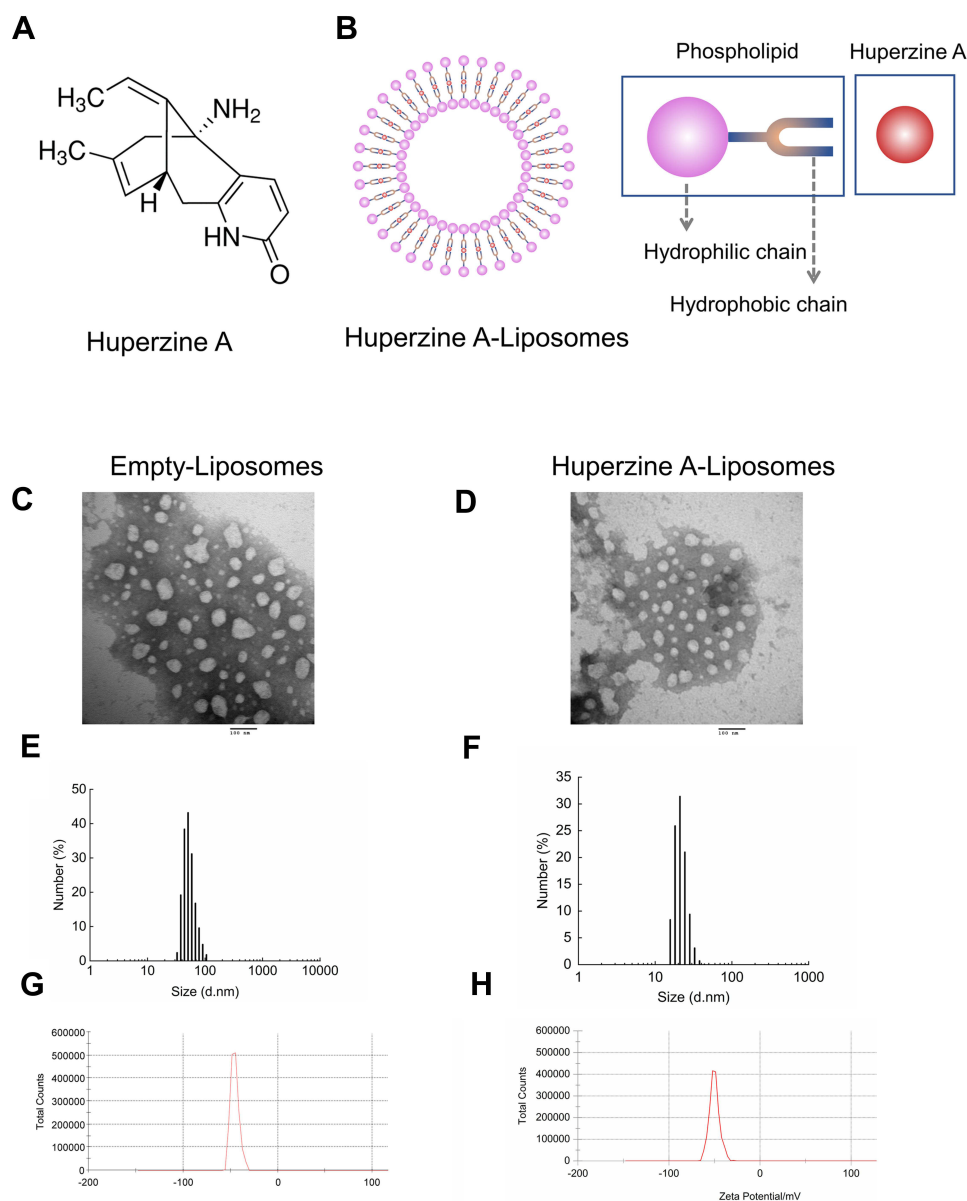 A
H₃C
NH₂
H₃C
H
HN
O
Huperzine A
B
Phospholipid
Huperzine A
Hydrophilic chain
Hydrophobic chain
Huperzine A-Liposomes
Empty-Liposomes
Huperzine A-Liposomes
C
100 nm
D
100 nm
E
50
40
30
20
10
0
Number (%)
1
10
100
1000
10000
Size (d.nm)
F
35
30
25
20
15
10
5
0
Number (%)
1
10
100
1000
Size (d.nm)
G
600000
500000
400000
300000
200000
100000
0
Total Counts
-200
-100
0
100
H
600000
500000
400000
300000
200000
100000
0
Total Counts
-200
-100
0
100
Zeta Potential/mV